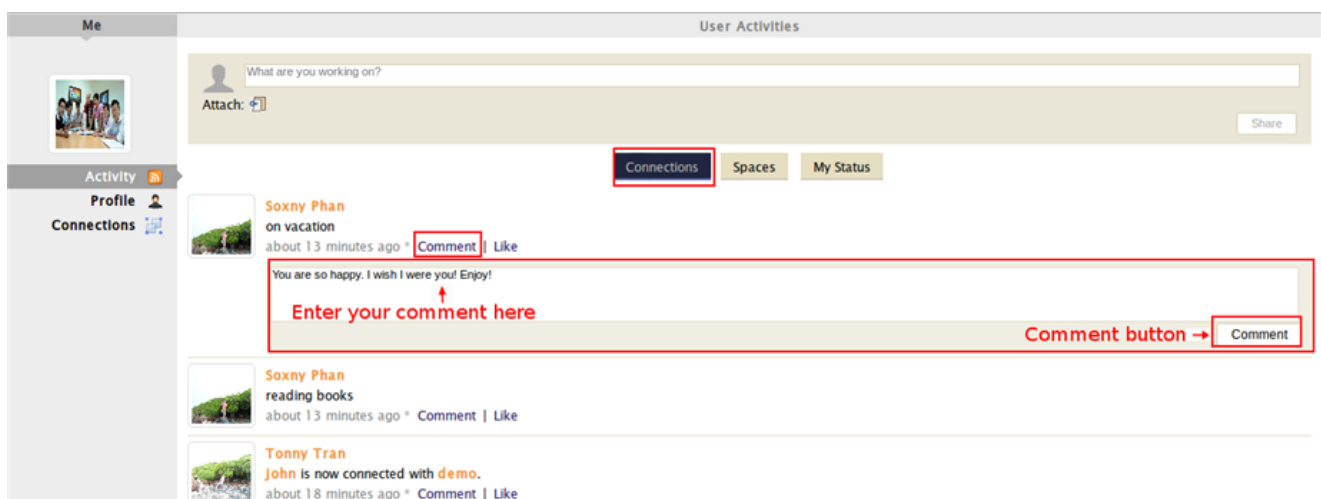 Me
User Activities
What are you working on?
Attach:
Share
Connections Spaces My Status
Activity
Profile
Connections
Soxny Phan
on vacation
about 13 minutes ago * Comment | Like
You are so happy. I wish I were you! Enjoy!
Enter your comment here
Comment button → Comment
Soxny Phan
reading books
about 13 minutes ago * Comment | Like
Tonny Tran
John is now connected with demo.
about 18 minutes ago * Comment | Like